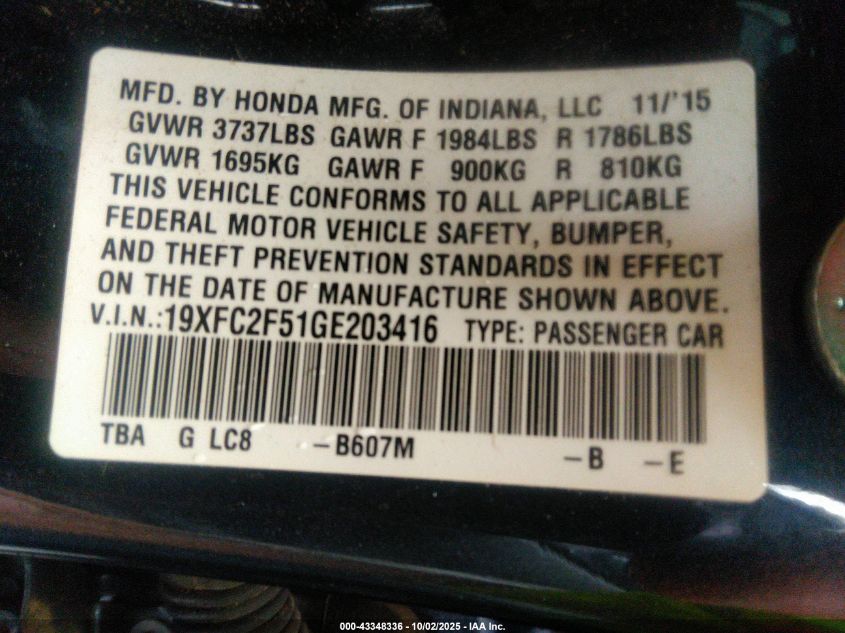 MFD. BY HONDA MFG. OF INDIANA, LLC 11/'15
GVWR 3737LBS GAWR F 1984LBS R 1786LBS
GVWR 1695KG GAWR F 900KG R 810KG
THIS VEHICLE CONFORMS TO ALL APPLICABLE
FEDERAL MOTOR VEHICLE SAFETY, BUMPER,
AND THEFT PREVENTION STANDARDS IN EFFECT
ON THE DATE OF MANUFACTURE SHOWN ABOVE.
V.I.N.:19XFC2F51GE203416 TYPE: PASSENGER CAR
TBA G LC8 –B607M –B –E
000-43348336 - 10/02/2025 - IAA Inc.